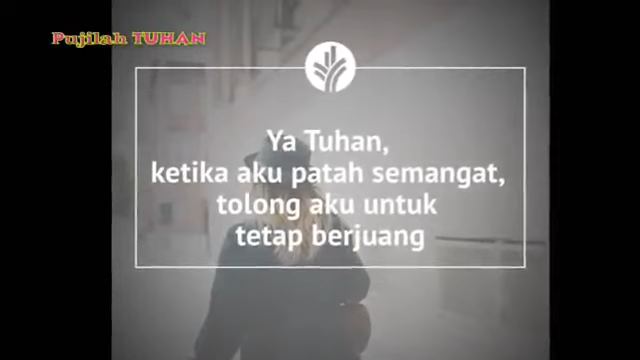 Pujilah TUHAN
Ya Tuhan,
ketika aku patah semangat,
tolong aku untuk
tetap berjuang